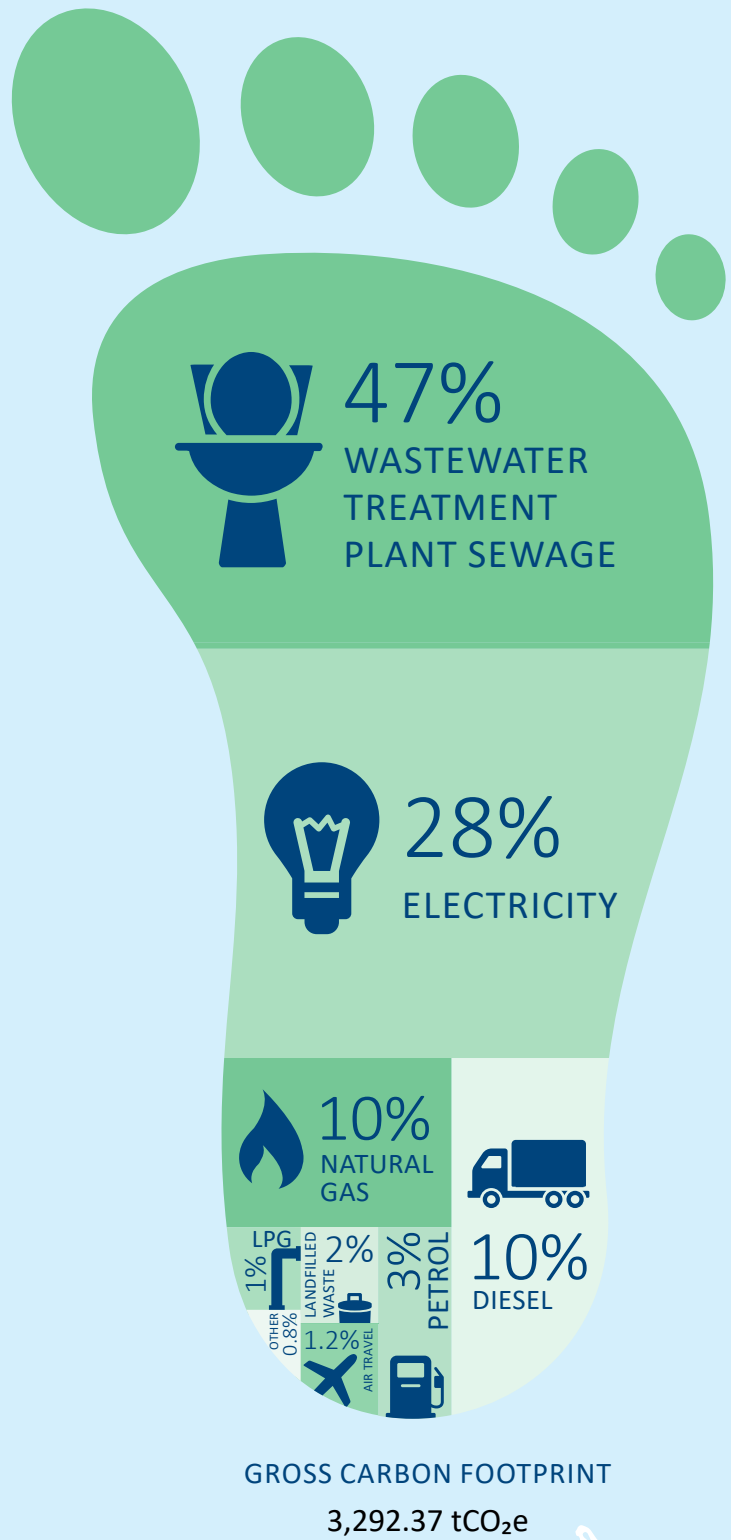 47%
WASTEWATER
TREATMENT
PLANT SEWAGE
28%
ELECTRICITY
10%
NATURAL
GAS
10%
DIESEL
LPG
1%
LANDFILLED
WASTE
2%
3%
PETROL
OTHER
0.8%
1.2%
AIR TRAVEL
GROSS CARBON FOOTPRINT
3,292.37 tCO₂e